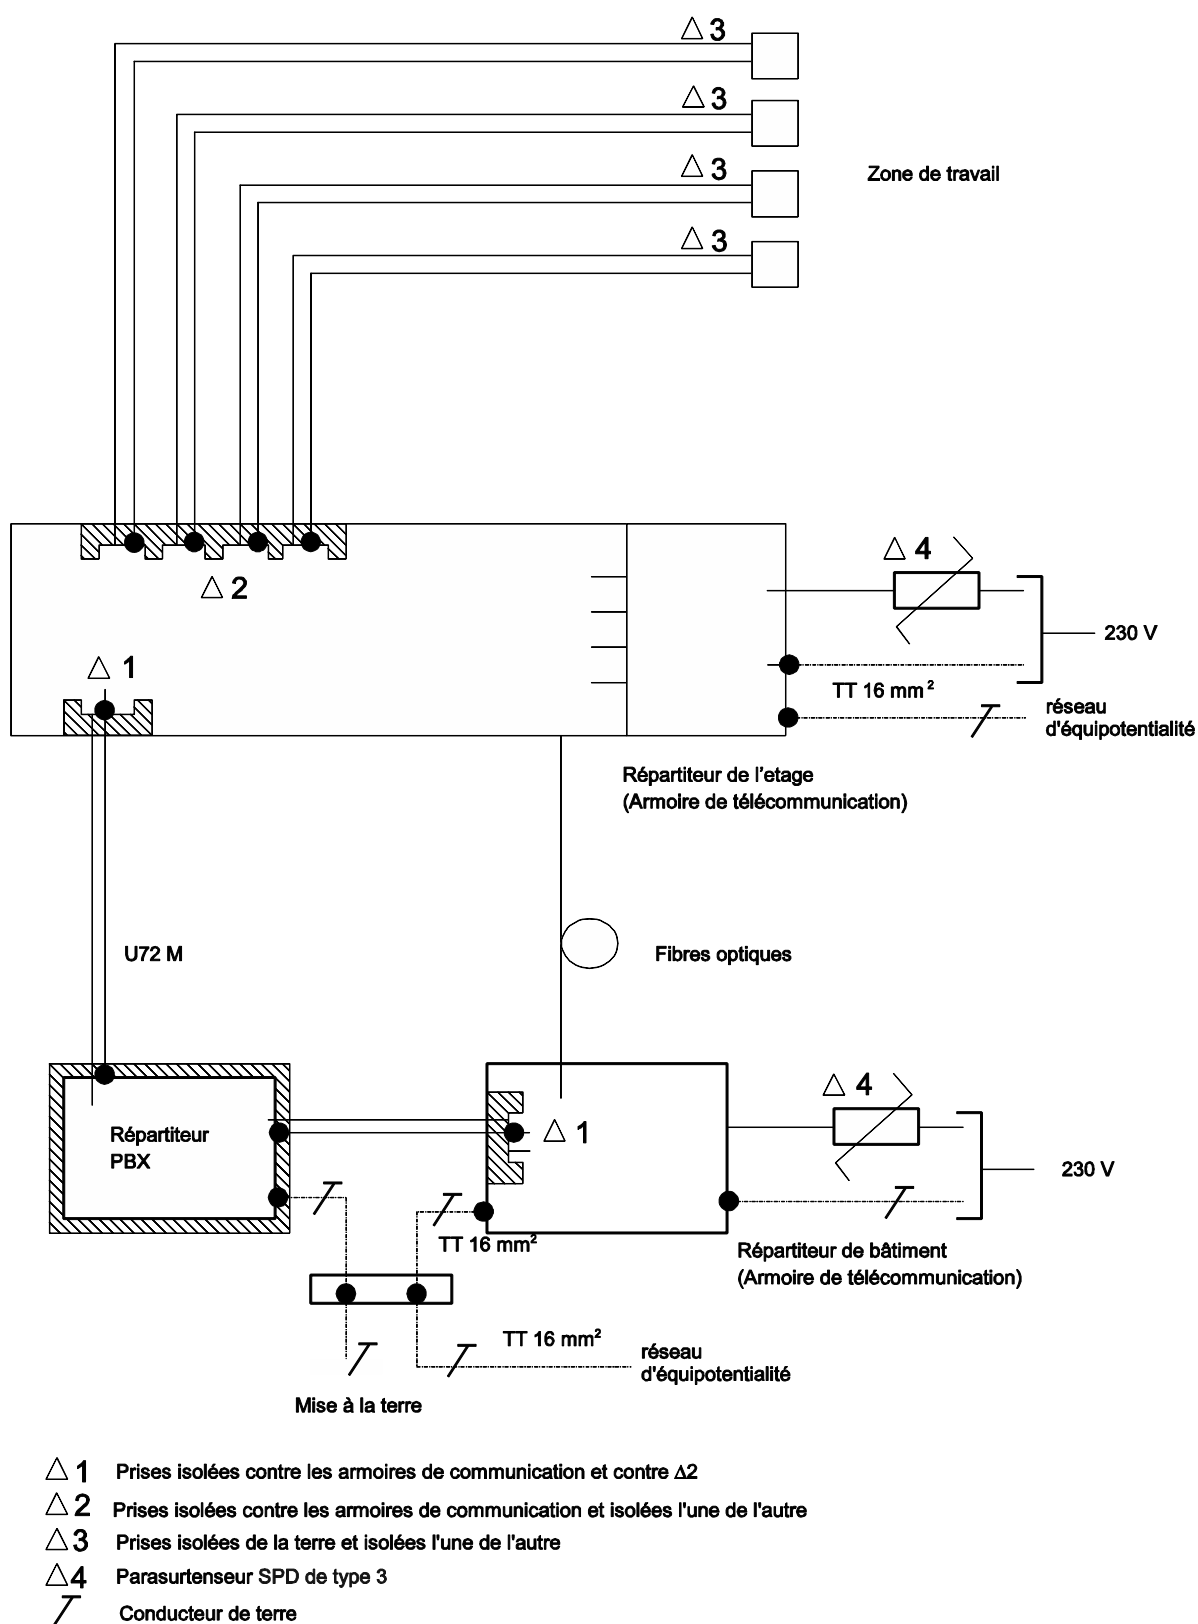 △ 3
△ 3
△ 3
△ 3
Zone de travail
△ 2
△ 4
230 V
△ 1
TT 16 mm²
réseau
d'équipotentialité
Répartiteur de l’etage
(Armoire de télécommunication)
U72 M
Fibres optiques
△ 4
Répartiteur
PBX
△ 1
230 V
TT 16 mm²
Répartiteur de bâtiment
(Armoire de télécommunication)
TT 16 mm²
réseau
d'équipotentialité
Mise à la terre
△ 1 Prises isolées contre les armoires de communication et contre ∆2
△ 2 Prises isolées contre les armoires de communication et isolées l'une de l'autre
△ 3 Prises isolées de la terre et isolées l'une de l'autre
△ 4 Parasurtenseur SPD de type 3
Conducteur de terre